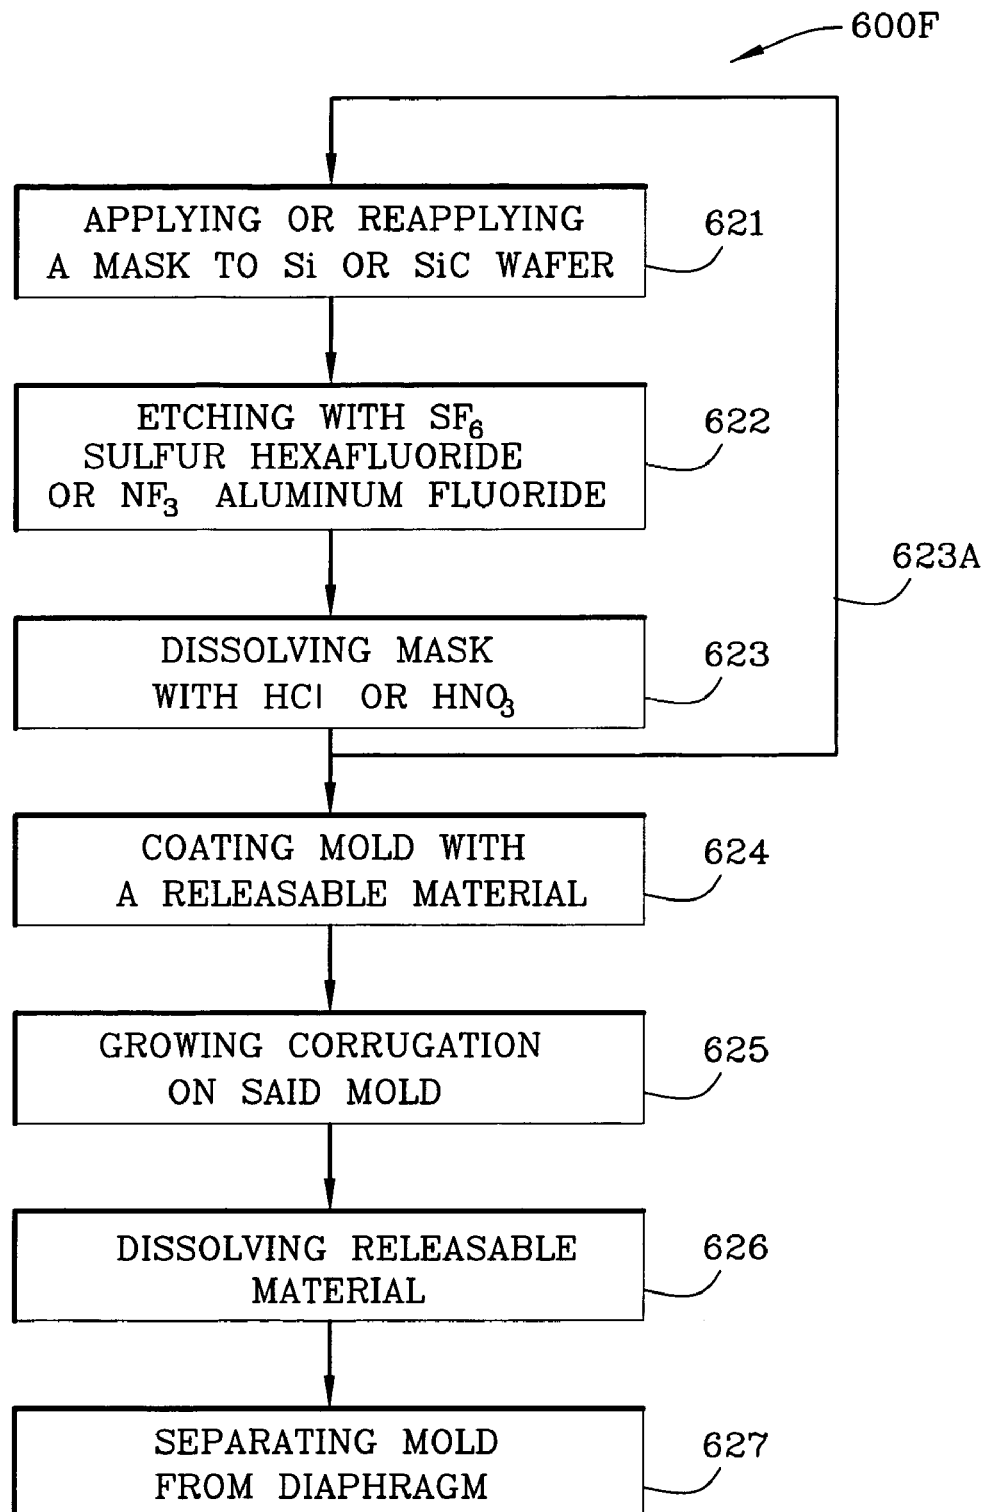 600F
APPLYING OR REAPPLYING
A MASK TO Si OR SiC WAFER
621
ETCHING WITH SF₆
SULFUR HEXAFLUORIDE
OR NF₃ ALUMINUM FLUORIDE
622
623A
DISSOLVING MASK
WITH HCl OR HNO₃
623
COATING MOLD WITH
A RELEASABLE MATERIAL
624
GROWING CORRUGATION
ON SAID MOLD
625
DISSOLVING RELEASABLE
MATERIAL
626
SEPARATING MOLD
FROM DIAPHRAGM
627